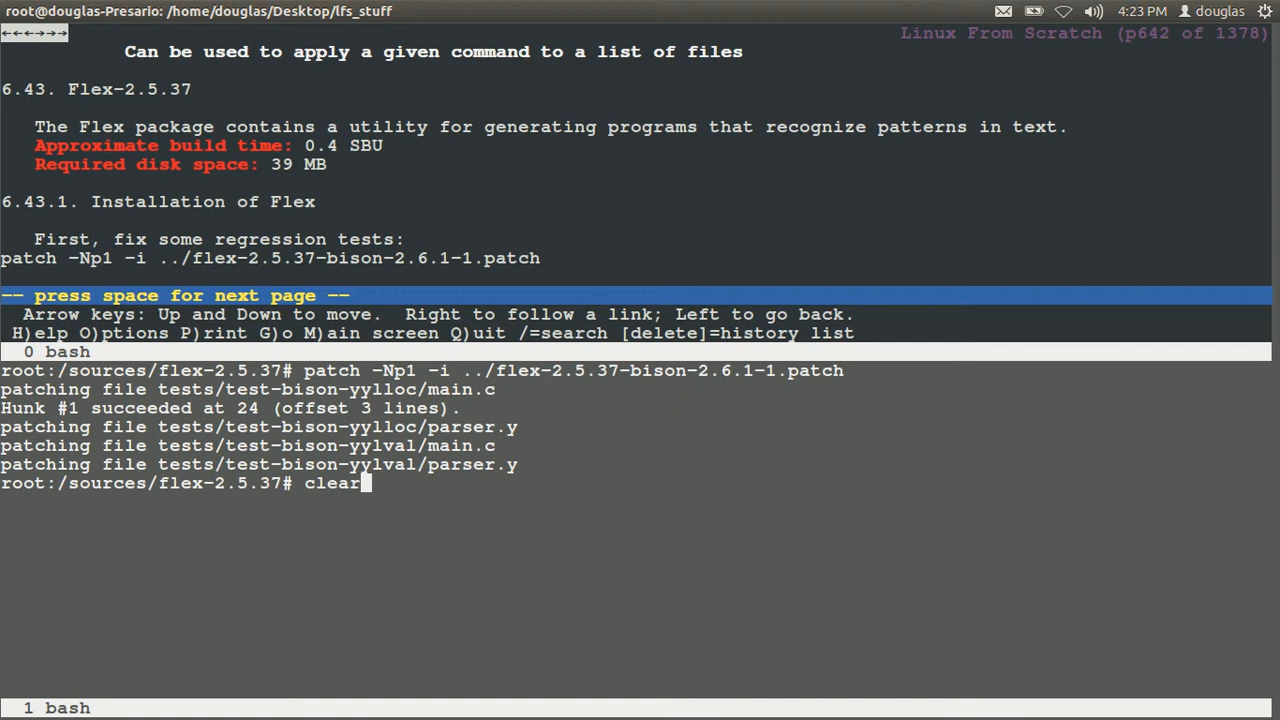 root@douglas-Presario: /home/douglas/Desktop/lfs_stuff
4:23 PM douglas
←←←→→→ Linux From Scratch (p642 of 1378)
Can be used to apply a given command to a list of files
6.43. Flex-2.5.37
The Flex package contains a utility for generating programs that recognize patterns in text.
Approximate build time: 0.4 SBU
Required disk space: 39 MB
6.43.1. Installation of Flex
First, fix some regression tests:
patch -Np1 -i ../flex-2.5.37-bison-2.6.1-1.patch
-- press space for next page --
Arrow keys: Up and Down to move.  Right to follow a link; Left to go back.
H)elp O)ptions P)rint G)o M)ain screen Q)uit /=search [delete]=history list
0 bash
root:/sources/flex-2.5.37# patch -Np1 -i ../flex-2.5.37-bison-2.6.1-1.patch
patching file tests/test-bison-yylloc/main.c
Hunk #1 succeeded at 24 (offset 3 lines).
patching file tests/test-bison-yylloc/parser.y
patching file tests/test-bison-yylval/main.c
patching file tests/test-bison-yylval/parser.y
root:/sources/flex-2.5.37# clear
1 bash